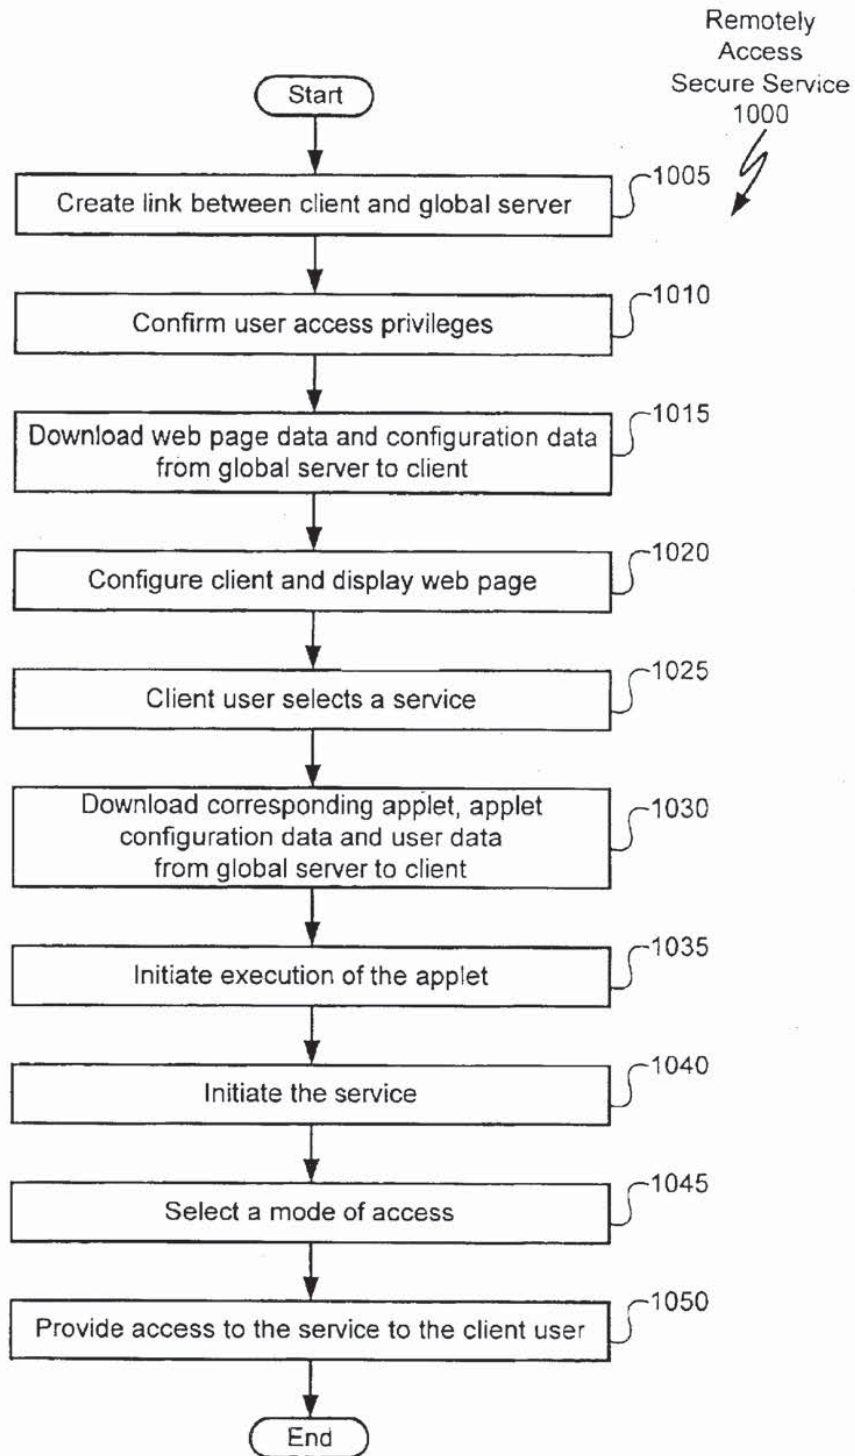 Remotely
Access
Secure Service
1000
Start
Create link between client and global server
1005
Confirm user access privileges
1010
Download web page data and configuration data
from global server to client
1015
Configure client and display web page
1020
Client user selects a service
1025
Download corresponding applet, applet
configuration data and user data
from global server to client
1030
Initiate execution of the applet
1035
Initiate the service
1040
Select a mode of access
1045
Provide access to the service to the client user
1050
End